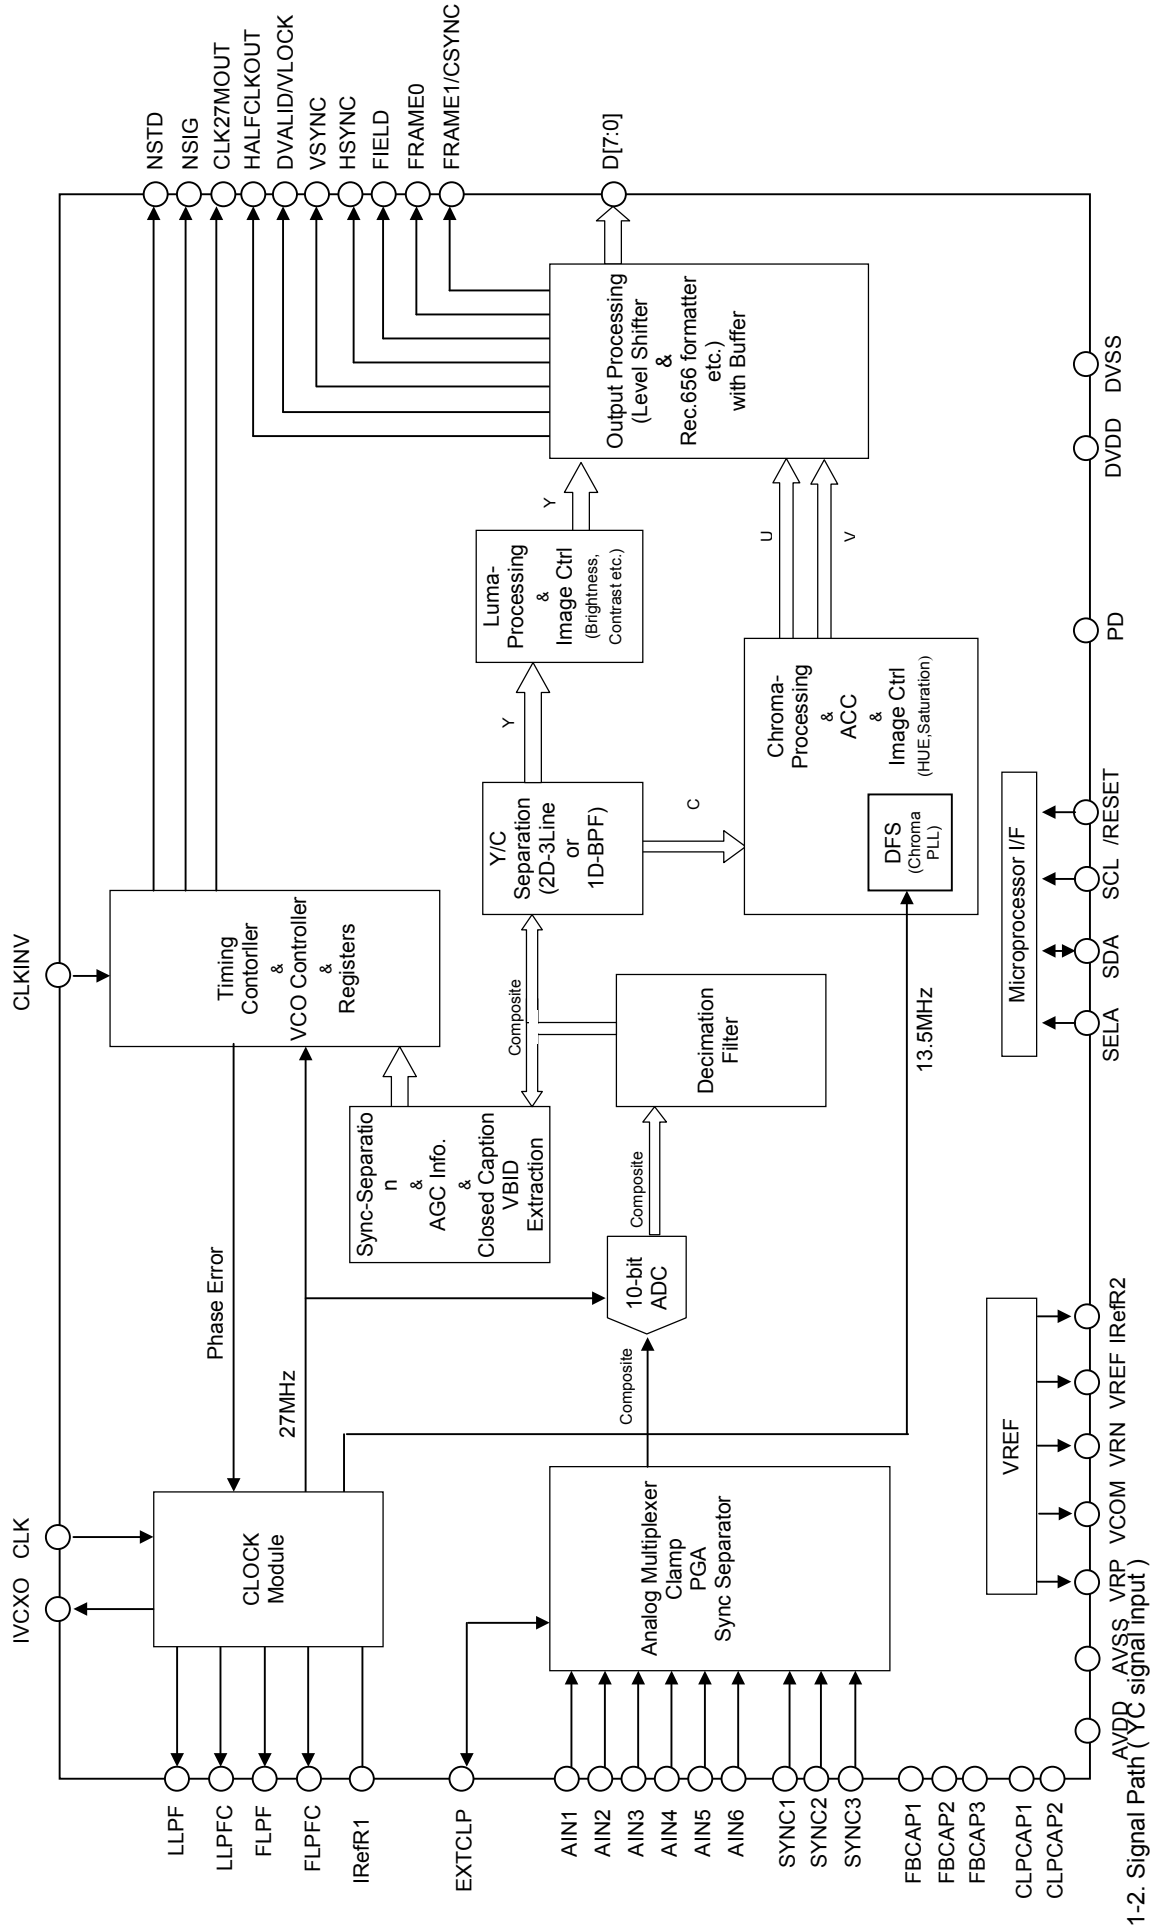 IVCXO
CLK
CLKINV
LLPF
LLPFC
FLPF
FLPFC
IRefR1
EXTCLP
AIN1
AIN2
AIN3
AIN4
AIN5
AIN6
SYNC1
SYNC2
SYNC3
FBCAP1
FBCAP2
FBCAP3
CLPCAP1
CLPCAP2
CLOCK
Module
Phase Error
27MHz
Timing
Contorller
&
VCO Controller
&
Registers
Sync-Separatio
n
&
AGC Info.
&
Closed Caption
VBID
Extraction
Analog Multiplexer
Clamp
PGA
Sync Separator
Composite
10-bit
ADC
Composite
Decimation
Filter
Composite
Y/C
Separation
(2D-3Line
or
1D-BPF)
Y
C
Luma-
Processing
&
Image Ctrl
(Brightness,
Contrast etc.)
Y
13.5MHz
DFS
(Chroma
PLL)
Chroma-
Processing
&
ACC
&
Image Ctrl
(HUE,Saturation)
U
V
Output Processing
(Level Shifter
&
Rec.656 formatter
etc.)
with Buffer
NSTD
NSIG
CLK27MOUT
HALFCLKOUT
DVALID/VLOCK
VSYNC
HSYNC
FIELD
FRAME0
FRAME1/CSYNC
D[7:0]
VREF
Microprocessor I/F
AVDD
AVSS
VRP
VCOM
VRN
VREF
IRefR2
SELA
SDA
SCL
/RESET
PD
DVDD
DVSS
1-2. Signal Path ( YC signal input )